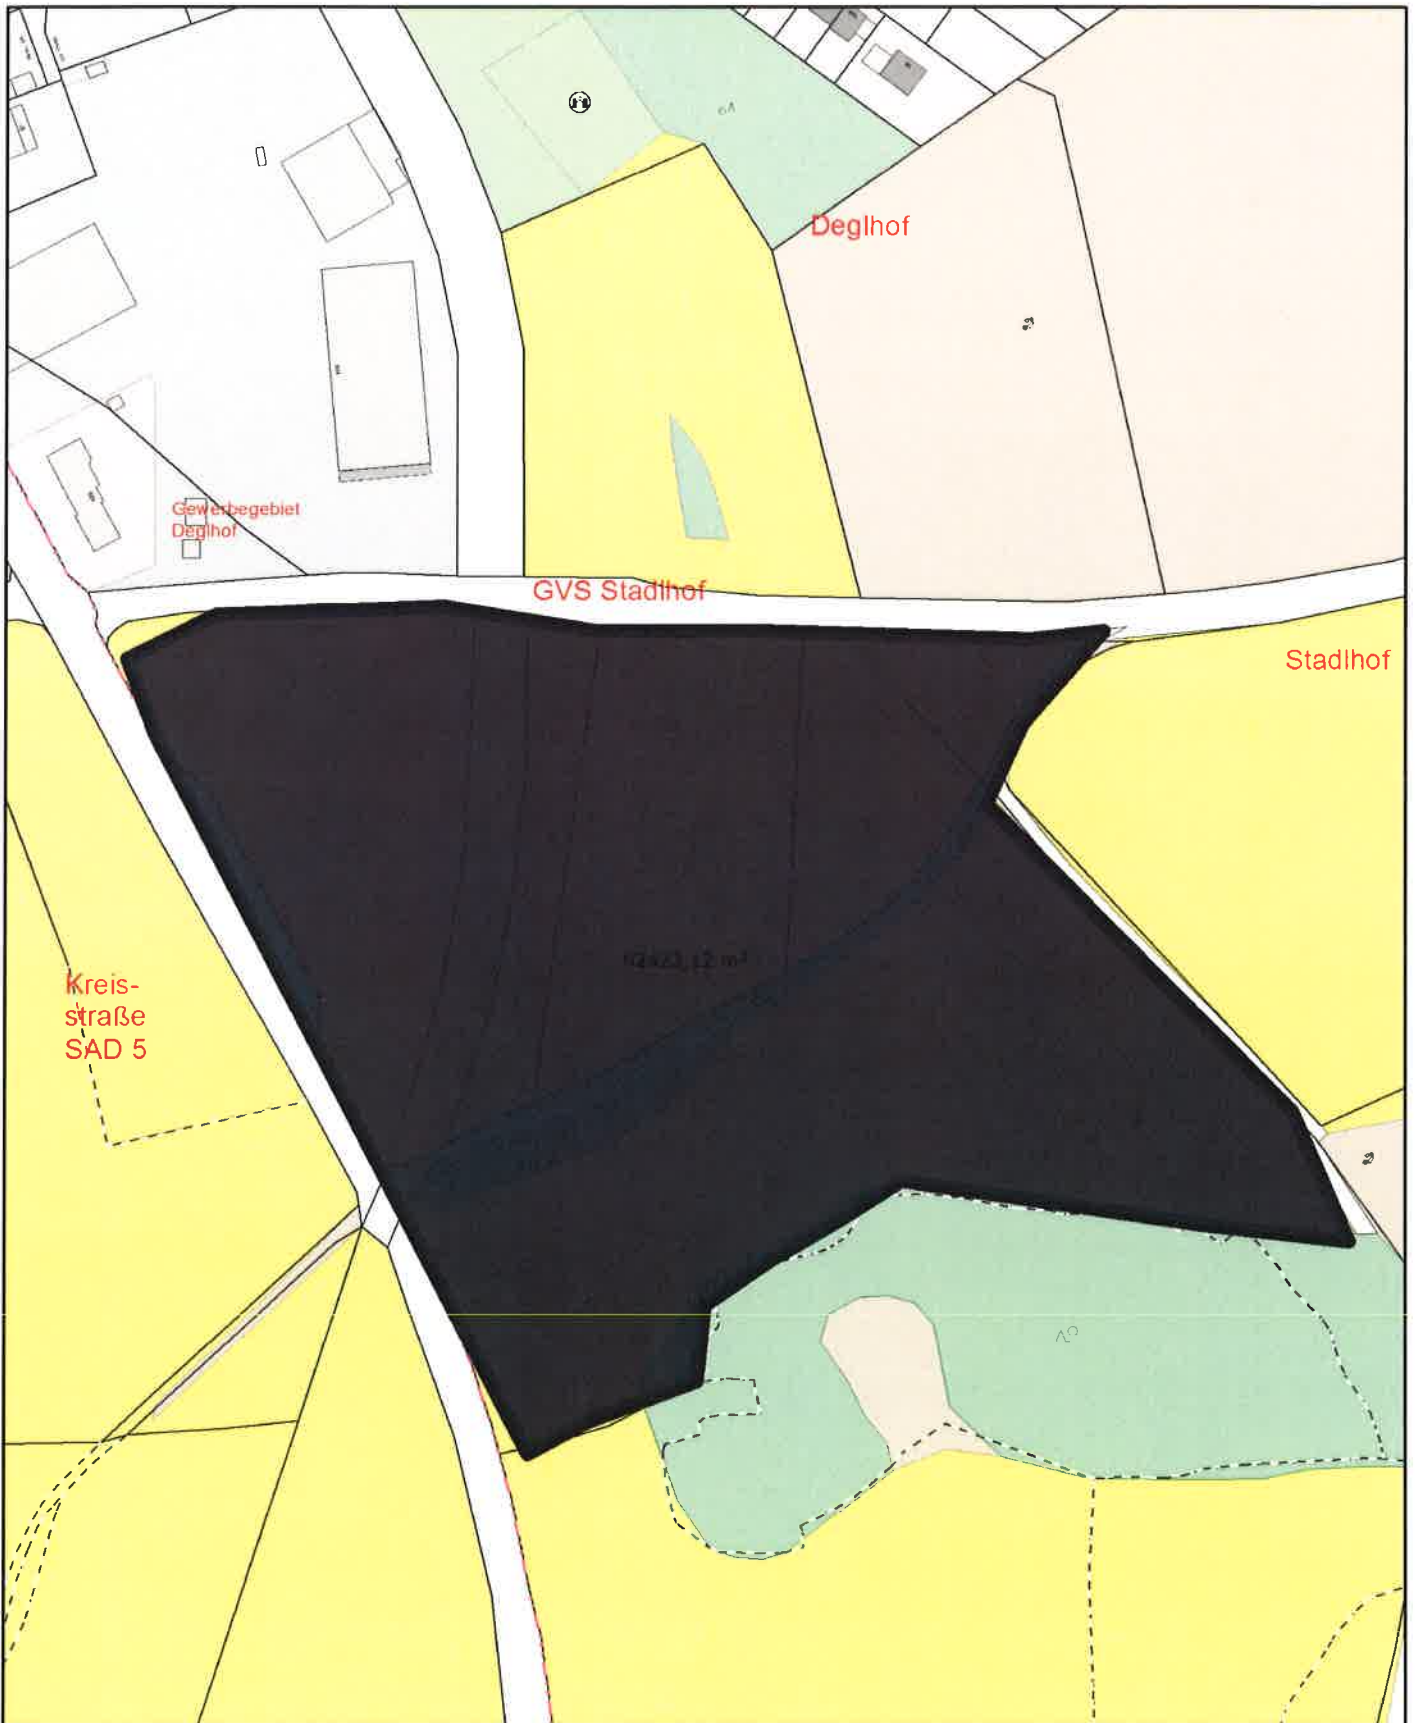 Deglhof
Gewerbegebiet
Deglhof
GVS Stadlhof
Stadlhof
Kreis-
straße
SAD 5